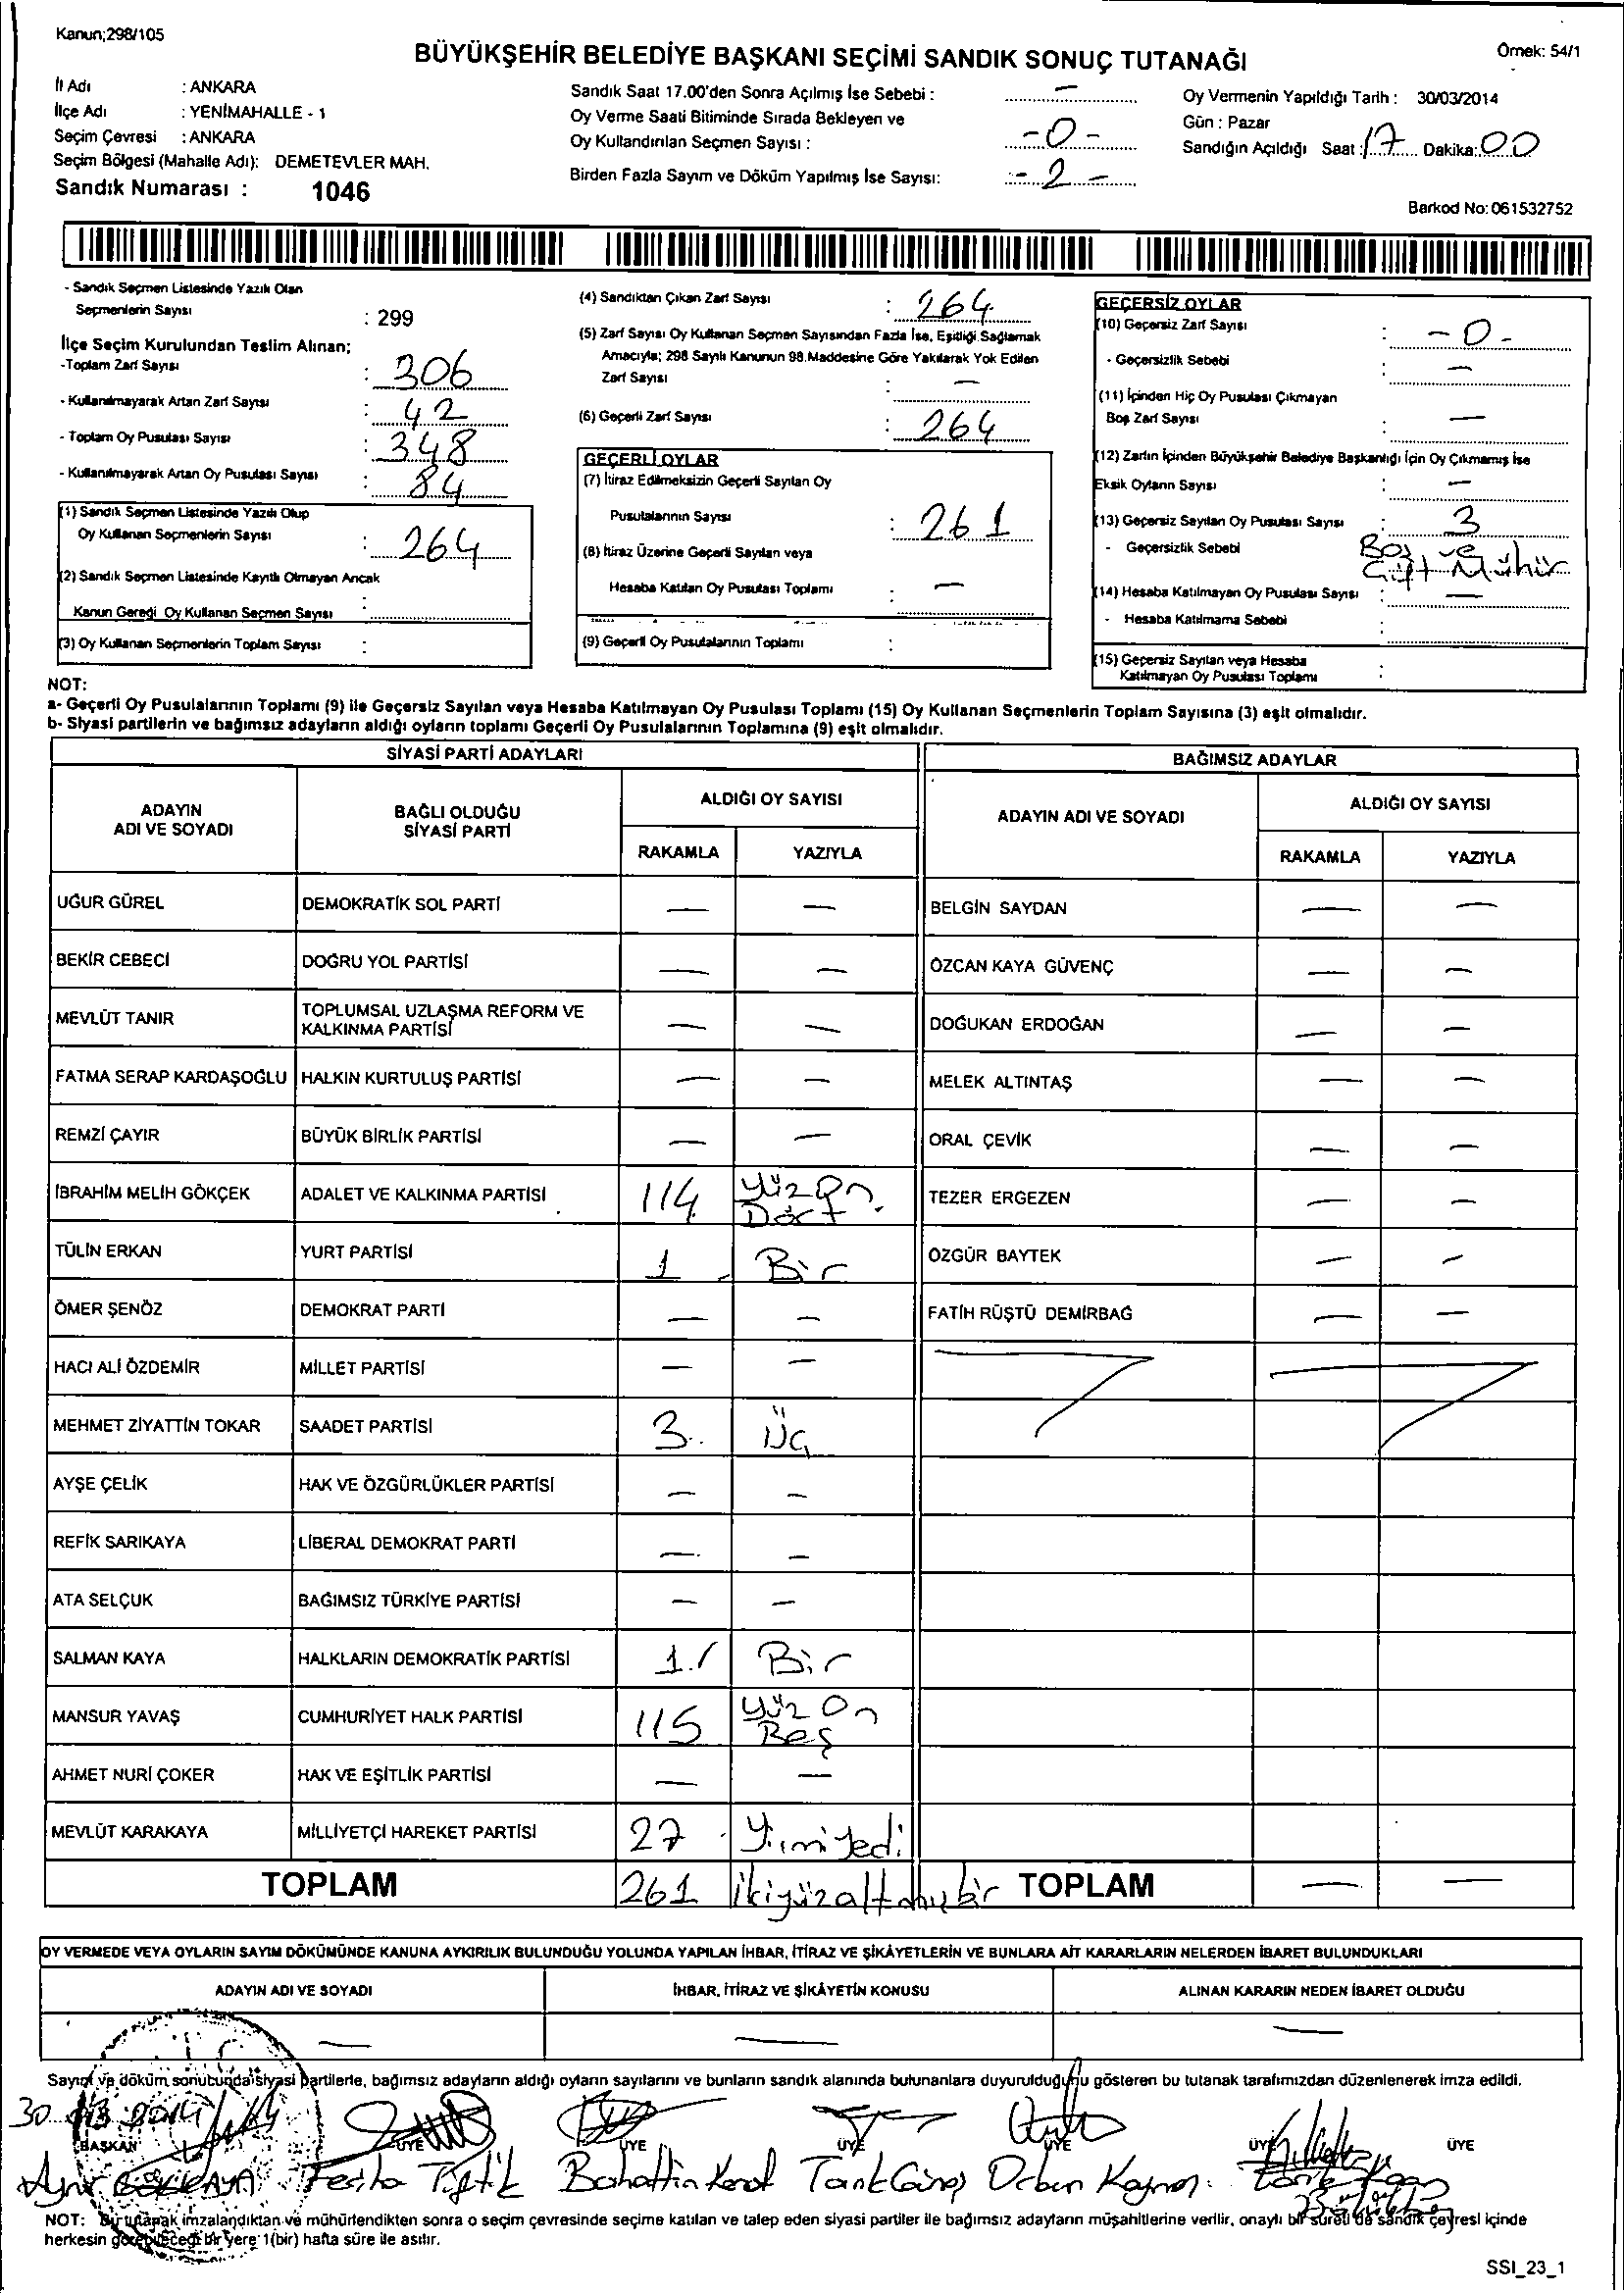 Kanun;298/105
BÜYÜKŞEHİR BELEDİYE BAŞKANI SEÇİMİ SANDIK SONUÇ TUTANAĞI
Örnek: 54/1
İl Adı : ANKARA
İlçe Adı : YENİMAHALLE - 1
Seçim Çevresi : ANKARA
Seçim Bölgesi (Mahalle Adı): DEMETEVLER MAH.
Sandık Numarası : 1046
Sandık Saat 17.00'den Sonra Açılmış İse Sebebi : —
Oy Verme Saati Bitiminde Sırada Bekleyen ve
Oy Kullandırılan Seçmen Sayısı : -0-
Birden Fazla Sayım ve Döküm Yapılmış İse Sayısı: -2-
Oy Vermenin Yapıldığı Tarih : 30/03/2014
Gün : Pazar
Sandığın Açıldığı Saat : 17 Dakika: 00
Barkod No: 061532752
- Sandık Seçmen Listesinde Yazılı Olan
Seçmenlerin Sayısı : 299
İlçe Seçim Kurulundan Teslim Alınan;
-Toplam Zarf Sayısı : 306
- Kullanılmayarak Artan Zarf Sayısı : 42
- Toplam Oy Pusulası Sayısı : 348
- Kullanılmayarak Artan Oy Pusulası Sayısı : 84
(1) Sandık Seçmen Listesinde Yazılı Olup
Oy Kullanan Seçmenlerin Sayısı : 264
(2) Sandık Seçmen Listesinde Kayıtlı Olmayan Ancak
Kanun Gereği Oy Kullanan Seçmen Sayısı :
(3) Oy Kullanan Seçmenlerin Toplam Sayısı :
(4) Sandıktan Çıkan Zarf Sayısı : 264
(5) Zarf Sayısı Oy Kullanan Seçmen Sayısından Fazla İse, Eşitliği Sağlamak
Amacıyla; 298 Sayılı Kanunun 98.Maddesine Göre Yakılarak Yok Edilen
Zarf Sayısı : —
(6) Geçerli Zarf Sayısı : 264
GEÇERLİ OYLAR
(7) İtiraz Edilmeksizin Geçerli Sayılan Oy
Pusulalarının Sayısı : 261
(8) İtiraz Üzerine Geçerli Sayılan veya
Hesaba Katılan Oy Pusulası Toplamı : —
(9) Geçerli Oy Pusulalarının Toplamı :
GEÇERSİZ OYLAR
(10) Geçersiz Zarf Sayısı : -0-
- Geçersizlik Sebebi : —
(11) İçinden Hiç Oy Pusulası Çıkmayan
Boş Zarf Sayısı : —
(12) Zarfın İçinden Büyükşehir Belediye Başkanlığı İçin Oy Çıkmamış İse
Eksik Oyların Sayısı : —
(13) Geçersiz Sayılan Oy Pusulası Sayısı : 3
- Geçersizlik Sebebi Boş ve
Çift Mühür
(14) Hesaba Katılmayan Oy Pusulası Sayısı : —
- Hesaba Katılmama Sebebi :
(15) Geçersiz Sayılan veya Hesaba
Katılmayan Oy Pusulası Toplamı :
NOT:
a- Geçerli Oy Pusulalarının Toplamı (9) ile Geçersiz Sayılan veya Hesaba Katılmayan Oy Pusulası Toplamı (15) Oy Kullanan Seçmenlerin Toplam Sayısına (3) eşit olmalıdır.
b- Siyasi partilerin ve bağımsız adayların aldığı oyların toplamı Geçerli Oy Pusulalarının Toplamına (9) eşit olmalıdır.
SİYASİ PARTİ ADAYLARI
ADAYIN
ADI VE SOYADI
BAĞLI OLDUĞU
SİYASİ PARTİ
ALDIĞI OY SAYISI
RAKAMLA YAZIYLA
UĞUR GÜREL DEMOKRATİK SOL PARTİ — —
BEKİR CEBECİ DOĞRU YOL PARTİSİ — —
MEVLÜT TANIR TOPLUMSAL UZLAŞMA REFORM VE
KALKINMA PARTİSİ — —
FATMA SERAP KARDAŞOĞLU HALKIN KURTULUŞ PARTİSİ — —
REMZİ ÇAYIR BÜYÜK BİRLİK PARTİSİ — —
İBRAHİM MELİH GÖKÇEK ADALET VE KALKINMA PARTİSİ 114 Yüz On
Dört
TÜLİN ERKAN YURT PARTİSİ 1 Bir
ÖMER ŞENÖZ DEMOKRAT PARTİ — —
HACI ALİ ÖZDEMİR MİLLET PARTİSİ — —
MEHMET ZİYATTİN TOKAR SAADET PARTİSİ 3 Üç
AYŞE ÇELİK HAK VE ÖZGÜRLÜKLER PARTİSİ — —
REFİK SARIKAYA LİBERAL DEMOKRAT PARTİ — —
ATA SELÇUK BAĞIMSIZ TÜRKİYE PARTİSİ — —
SALMAN KAYA HALKLARIN DEMOKRATİK PARTİSİ 1 Bir
MANSUR YAVAŞ CUMHURİYET HALK PARTİSİ 115 Yüz On
Beş
AHMET NURİ ÇOKER HAK VE EŞİTLİK PARTİSİ — —
MEVLÜT KARAKAYA MİLLİYETÇİ HAREKET PARTİSİ 27 Yirmiyedi
TOPLAM 261 ikiyüzaltmışbir
BAĞIMSIZ ADAYLAR
ADAYIN ADI VE SOYADI
ALDIĞI OY SAYISI
RAKAMLA YAZIYLA
BELGİN SAYDAN — —
ÖZCAN KAYA GÜVENÇ — —
DOĞUKAN ERDOĞAN — —
MELEK ALTINTAŞ — —
ORAL ÇEVİK — —
TEZER ERGEZEN — —
ÖZGÜR BAYTEK — —
FATİH RÜŞTÜ DEMİRBAĞ — —
TOPLAM — —
OY VERMEDE VEYA OYLARIN SAYIM DÖKÜMÜNDE KANUNA AYKIRILIK BULUNDUĞU YOLUNDA YAPILAN İHBAR, İTİRAZ VE ŞİKÂYETLERİN VE BUNLARA AİT KARARLARIN NELERDEN İBARET BULUNDUKLARI
ADAYIN ADI VE SOYADI İHBAR, İTİRAZ VE ŞİKÂYETİN KONUSU ALINAN KARARIN NEDEN İBARET OLDUĞU
— — —
Sayım ve döküm sonucunda siyasi partilerle, bağımsız adayların aldığı oyların sayılarını ve bunların sandık alanında bulunanlara duyurulduğunu gösteren bu tutanak tarafımızdan düzenlenerek imza edildi.
30 03 2014
BAŞKAN ÜYE ÜYE ÜYE ÜYE ÜYE ÜYE
Tiftik Bahattin Tarık Güneş Orhan
NOT: Bu tutanak imzalandıktan ve mühürlendikten sonra o seçim çevresinde seçime katılan ve talep eden siyasi partiler ile bağımsız adayların müşahitlerine verilir, onaylı bir sureti de sandık çevresi içinde
herkesin görebileceği bir yere 1(bir) hafta süre ile asılır.
SSI_23_1